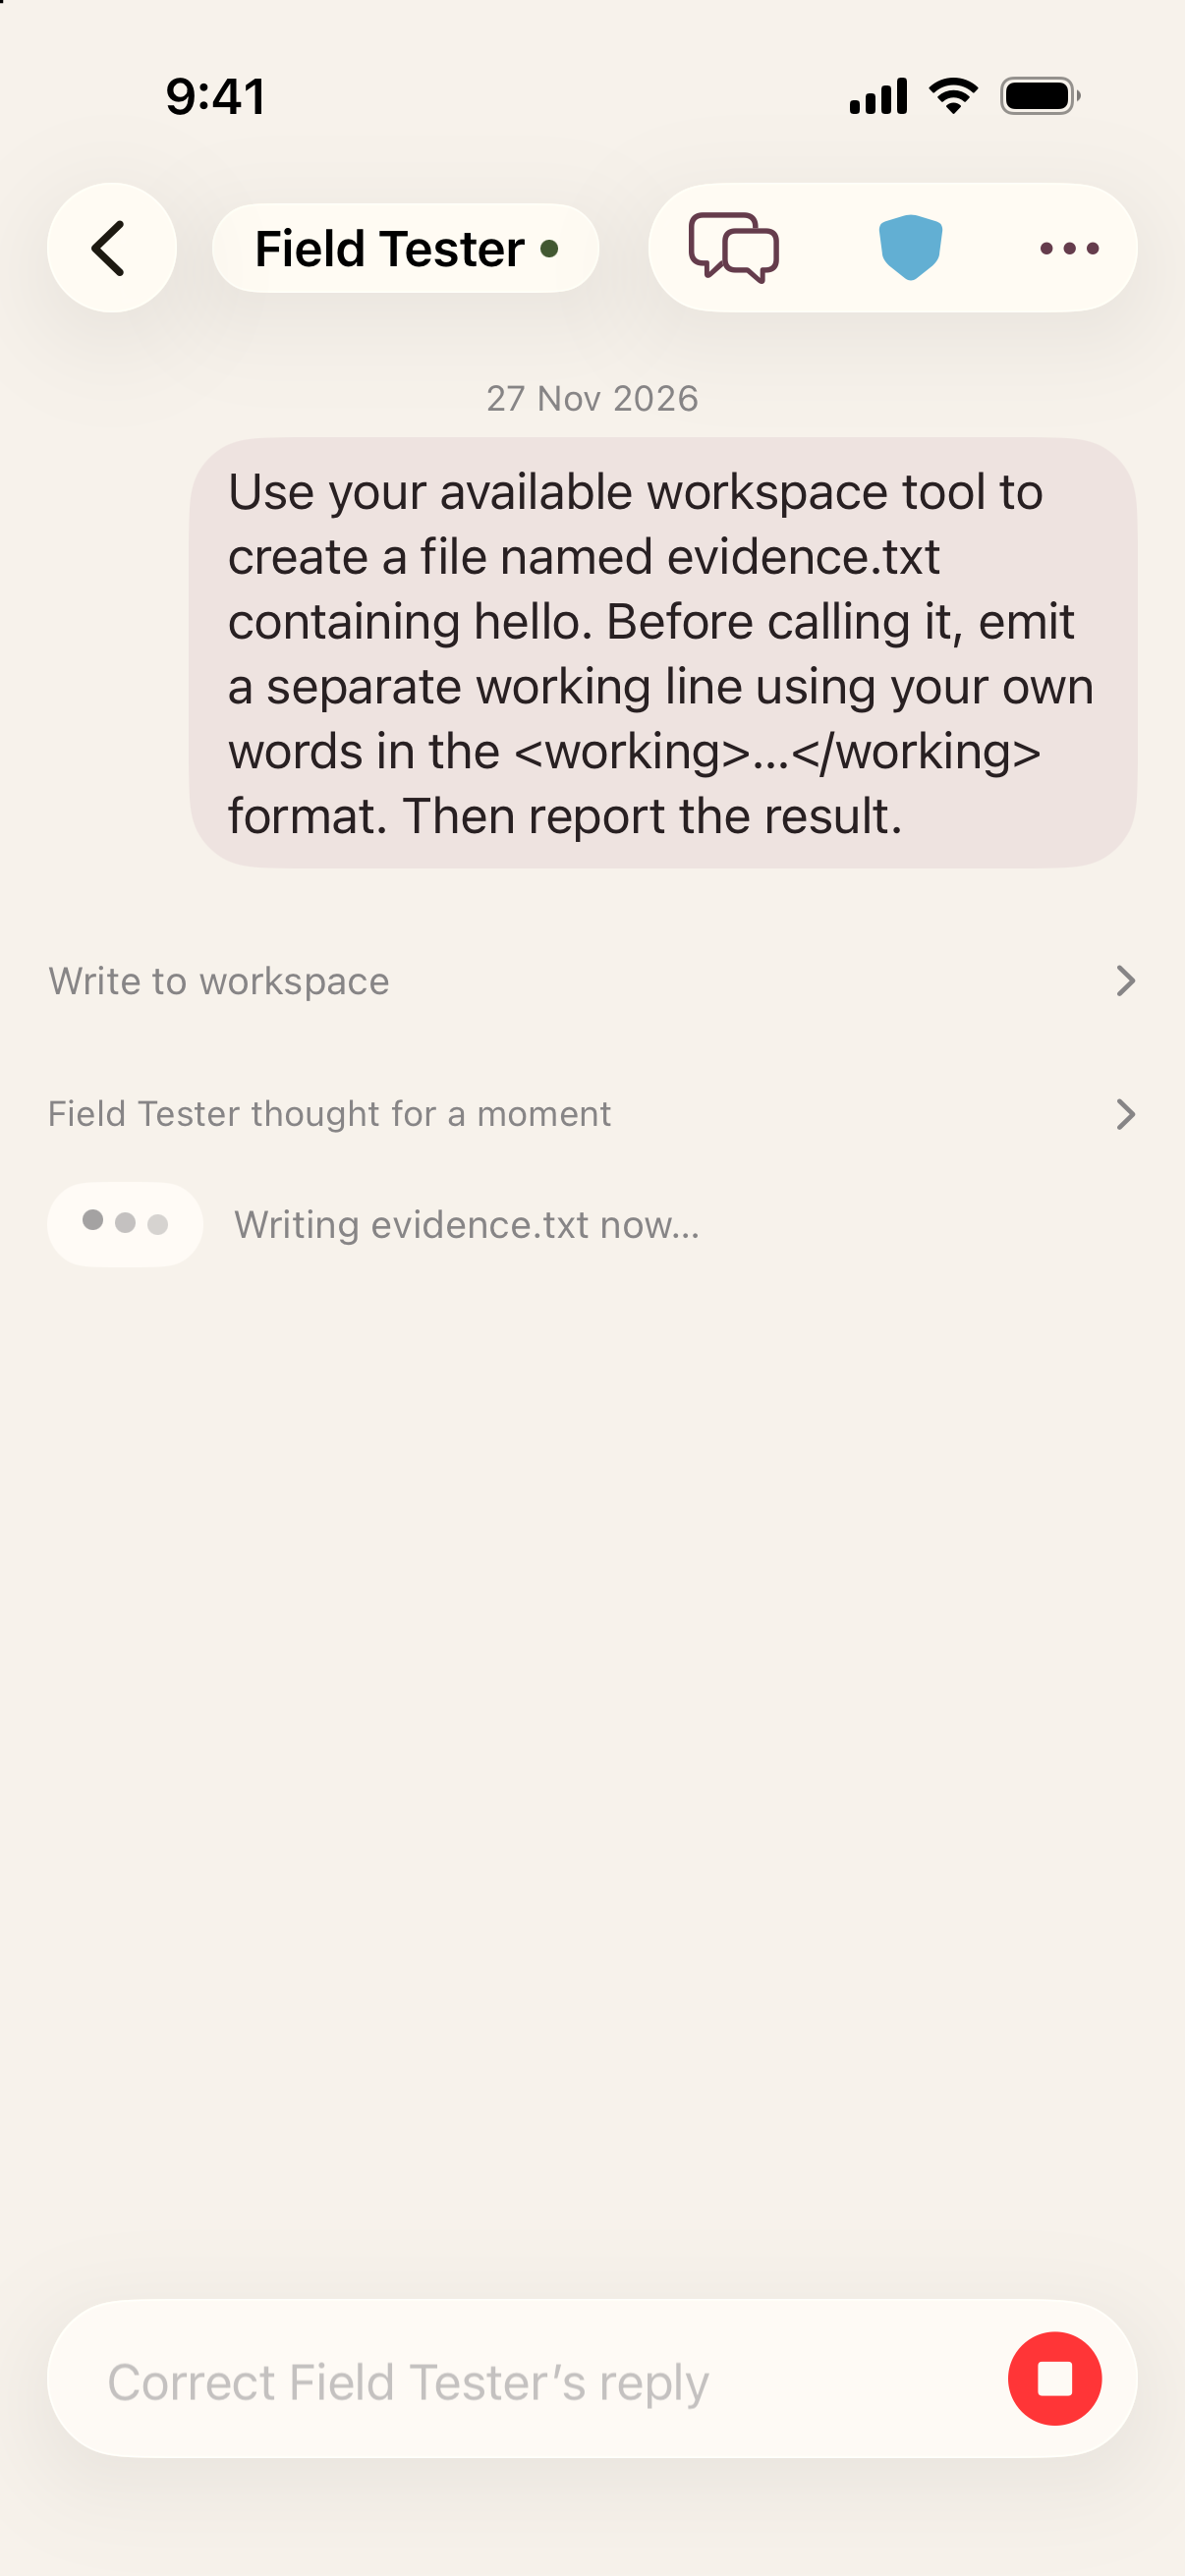 9:41
Field Tester
27 Nov 2026
Use your available workspace tool to
create a file named evidence.txt
containing hello. Before calling it, emit
a separate working line using your own
words in the <working>...</working>
format. Then report the result.
Write to workspace
Field Tester thought for a moment
Writing evidence.txt now...
Correct Field Tester’s reply